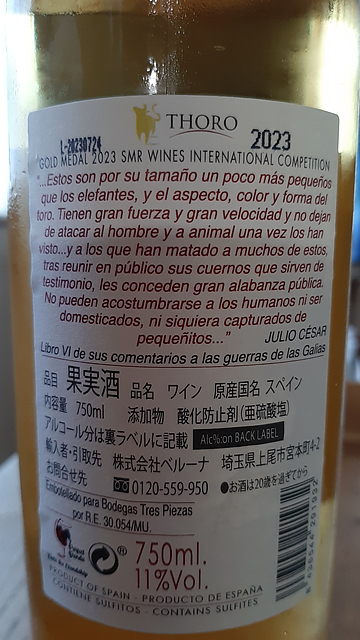 THORO
L-20230724
2023
GOLD MEDAL 2023 SMR WINES INTERNATIONAL COMPETITION
"...Estos son por su tamaño un poco más pequeños
que los elefantes, y el aspecto, color y forma del
toro. Tienen gran fuerza y gran velocidad y no dejan
de atacar al hombre y a animal una vez los han
visto...y a los que han matado a muchos de estos,
tras reunir en público sus cuernos que sirven de
testimonio, les conceden gran alabanza pública.
No pueden acostumbrarse a los humanos ni ser
domesticados, ni siquiera capturados de
pequeñitos..."
JULIO CÉSAR
Libro VI de sus comentarios a las guerras de las Galias
品目 果実酒 品名 ワイン 原産国名 スペイン
内容量 750ml 添加物 酸化防止剤(亜硫酸塩)
アルコール分は裏ラベルに記載 Alc%:on BACK LABEL
輸入者・引取先 株式会社ベルーナ 埼玉県上尾市宮本町4-2
お問合せ先 0120-559-950 ●お酒は20歳を過ぎてから
Embotellado para Bodegas Tres Piezas
por R.E. 30.054/MU.
750ml.
11%Vol.
PRODUCT OF SPAIN - PRODUCTO DE ESPAÑA
CONTIENE SULFITOS - CONTAINS SULFITES